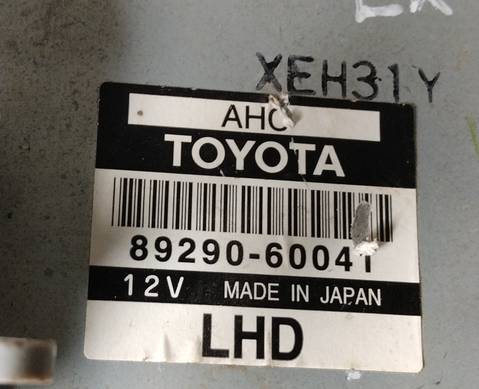 XEH31Y
AHC
TOYOTA
89290-60041
12V MADE IN JAPAN
LHD